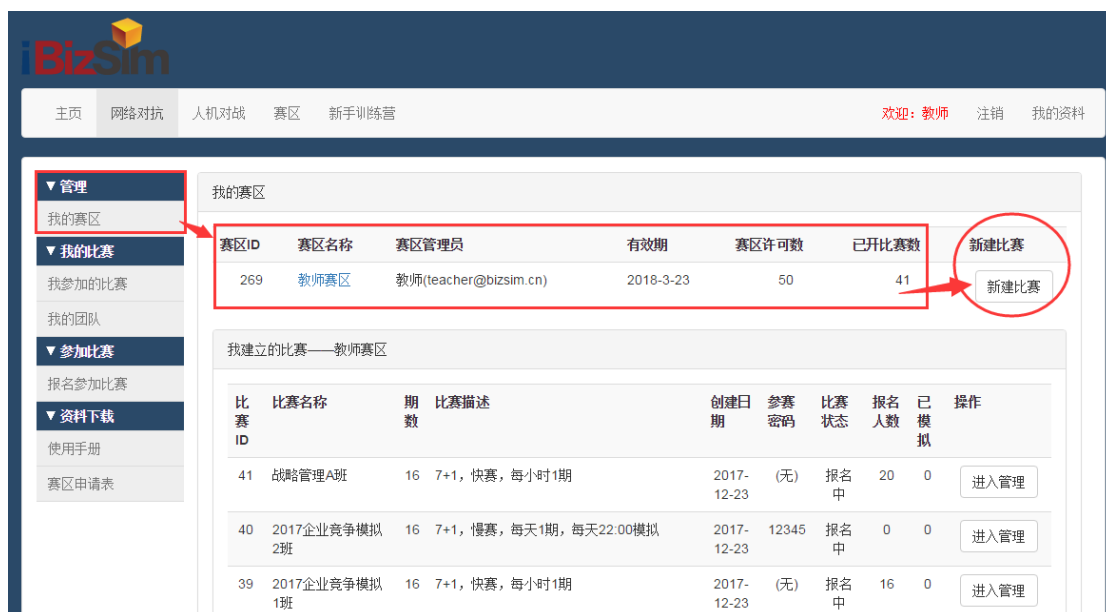 iBizSim
主页 网络对抗 人机对战 赛区 新手训练营 欢迎：教师 注销 我的资料
▼管理
我的赛区
▼我的比赛
我参加的比赛
我的团队
▼参加比赛
报名参加比赛
▼资料下载
使用手册
赛区申请表
我的赛区
赛区ID 赛区名称 赛区管理员 有效期 赛区许可数 已开比赛数 新建比赛
269 教师赛区 教师(teacher@bizsim.cn) 2018-3-23 50 41 新建比赛
我建立的比赛——教师赛区
比赛ID 比赛名称 期数 比赛描述 创建日期 参赛密码 比赛状态 报名人数 已模拟 操作
41 战略管理A班 16 7+1，快赛，每小时1期 2017-12-23 (无) 报名中 20 0 进入管理
40 2017企业竞争模拟2班 16 7+1，慢赛，每天1期，每天22:00模拟 2017-12-23 12345 报名中 0 0 进入管理
39 2017企业竞争模拟1班 16 7+1，快赛，每小时1期 2017-12-23 (无) 报名中 16 0 进入管理